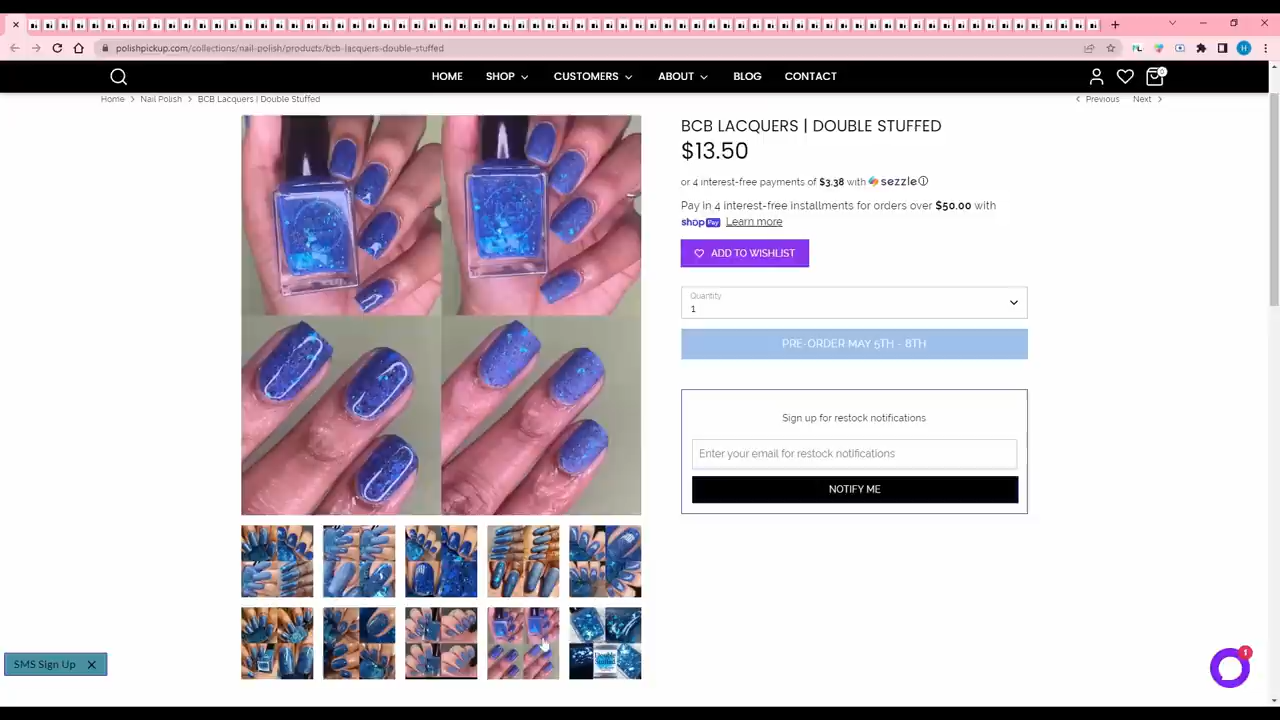 polishpickup.com/collections/nail-polish/products/bcb-lacquers-double-stuffed
H
HOME SHOP CUSTOMERS ABOUT BLOG CONTACT
0
Home > Nail Polish > BCB Lacquers | Double Stuffed
< Previous Next >
BCB LACQUERS | DOUBLE STUFFED
$13.50
or 4 interest-free payments of $3.38 with sezzle
Pay in 4 interest-free installments for orders over $50.00 with
shop Pay Learn more
ADD TO WISHLIST
Quantity
1
PRE-ORDER MAY 5TH - 8TH
Sign up for restock notifications
Enter your email for restock notifications
NOTIFY ME
Double
Stuffed
SMS Sign Up
1